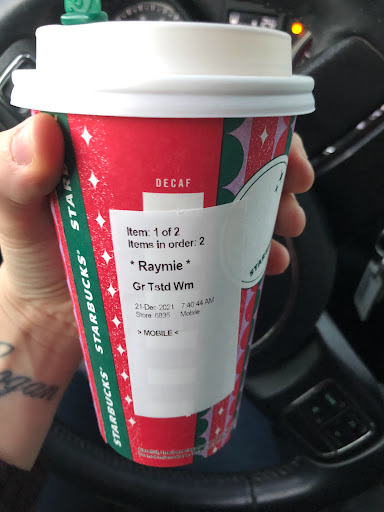 DECAF
Item: 1 of 2
Items in order: 2
* Raymie *
Gr Tstd Wm
21-Dec-2021 7:40:44 AM
Store: 6835 Mobile
> MOBILE <
STARBUCKS®
STARBUCKS®
STARBUCKS